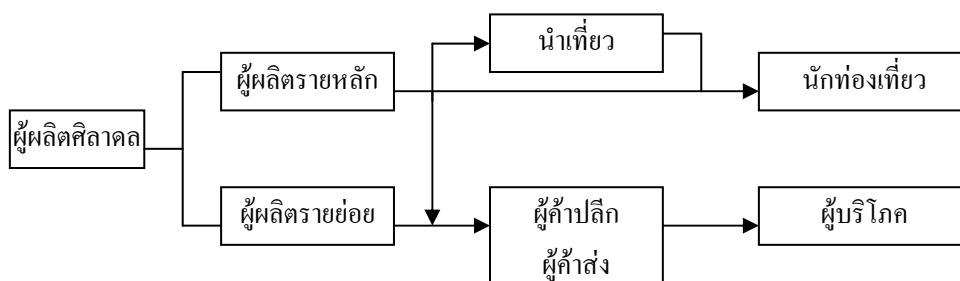 นำเที่ยว
ผู้ผลิตรายหลัก
นักท่องเที่ยว
ผู้ผลิตศิลาดล
ผู้ผลิตรายย่อย
ผู้ค้าปลีก
ผู้ค้าส่ง
ผู้บริโภค